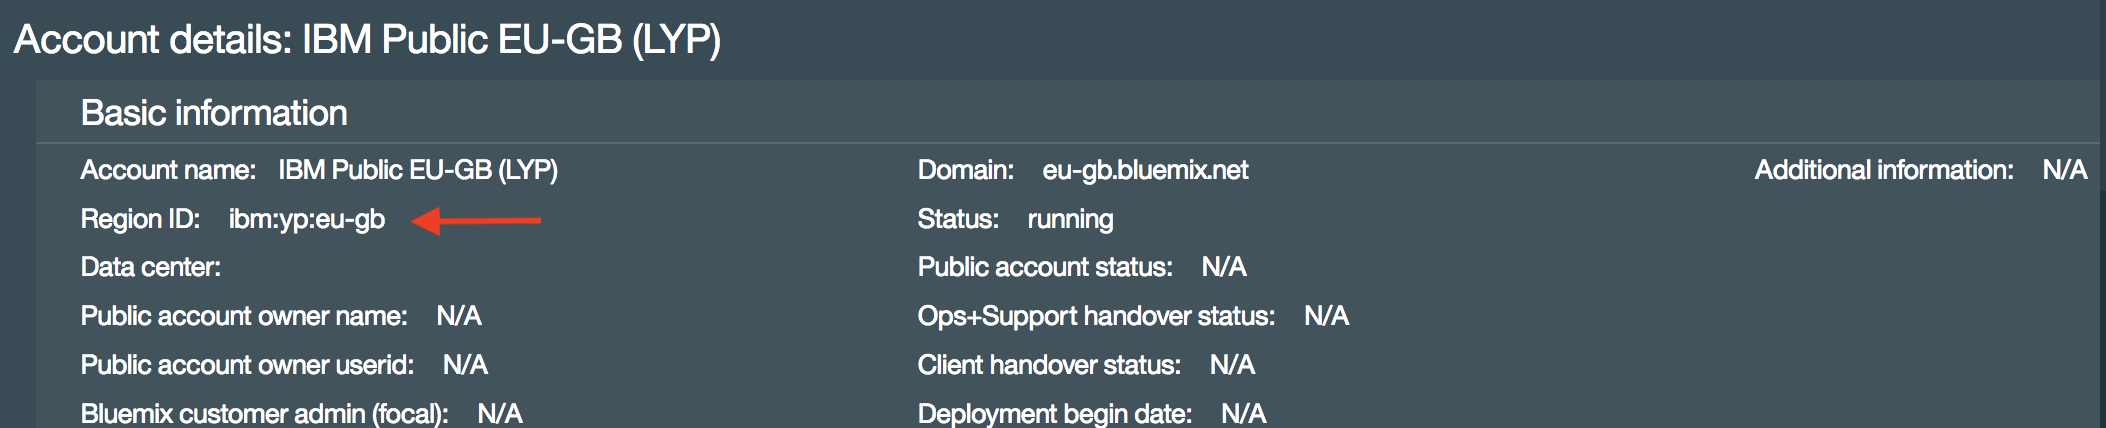 Account details: IBM Public EU-GB (LYP)
Basic information
Account name: IBM Public EU-GB (LYP) Domain: eu-gb.bluemix.net Additional information: N/A
Region ID: ibm:yp:eu-gb Status: running
Data center: Public account status: N/A
Public account owner name: N/A Ops+Support handover status: N/A
Public account owner userid: N/A Client handover status: N/A
Bluemix customer admin (focal): N/A Deployment begin date: N/A